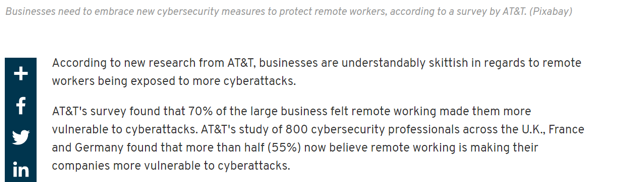 Businesses need to embrace new cybersecurity measures to protect remote workers, according to a survey by AT&T. (Pixabay)
According to new research from AT&T, businesses are understandably skittish in regards to remote
workers being exposed to more cyberattacks.
AT&T's survey found that 70% of the large business felt remote working made them more
vulnerable to cyberattacks. AT&T's study of 800 cybersecurity professionals across the U.K., France
and Germany found that more than half (55%) now believe remote working is making their
companies more vulnerable to cyberattacks.